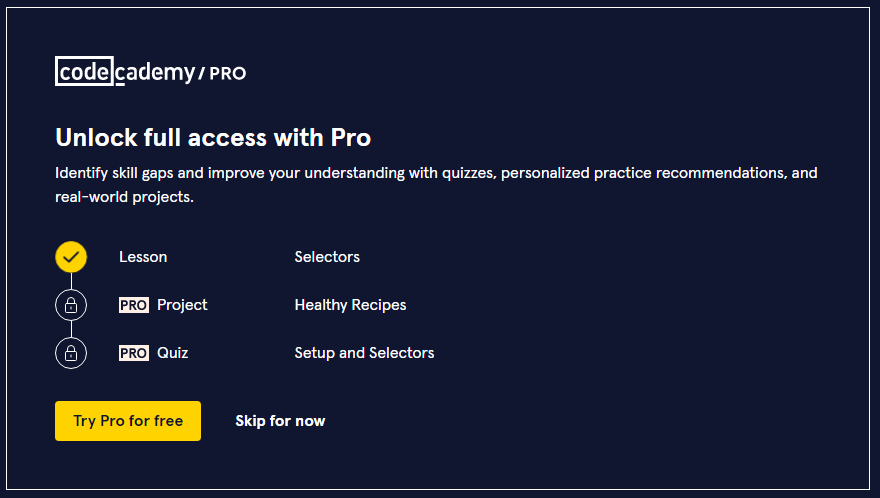 codecademy / PRO
Unlock full access with Pro
Identify skill gaps and improve your understanding with quizzes, personalized practice recommendations, and
real-world projects.
Lesson Selectors
PRO Project Healthy Recipes
PRO Quiz Setup and Selectors
Try Pro for free Skip for now